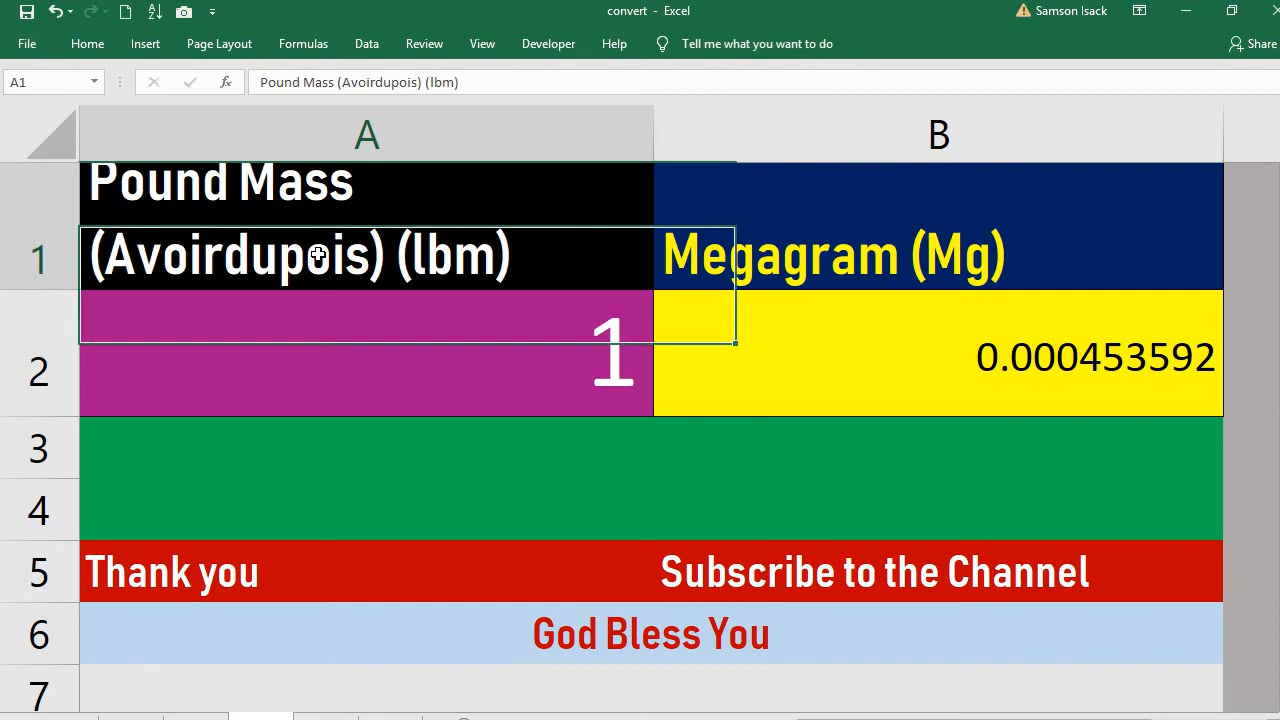 convert - Excel
Samson Isack
File Home Insert Page Layout Formulas Data Review View Developer Help Tell me what you want to do Share
A1 fx Pound Mass (Avoirdupois) (lbm)
A B
Pound Mass
1 (Avoirdupois) (lbm) Megagram (Mg)
2 1 0.000453592
3
4
5 Thank you Subscribe to the Channel
6 God Bless You
7